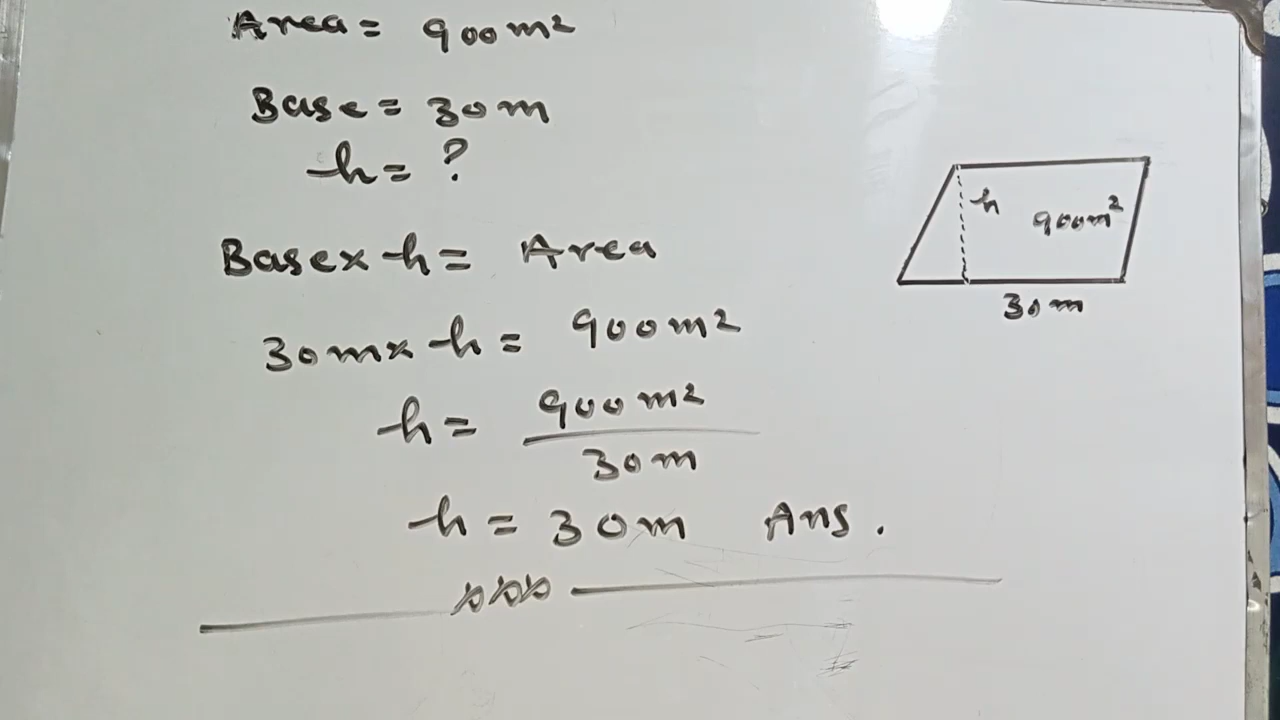 Area = 900m²
Base = 30m
h = ?
Base x h = Area
30m x h = 900m²
h = 900m² / 30m
h = 30m Ans.
h
900m²
30m